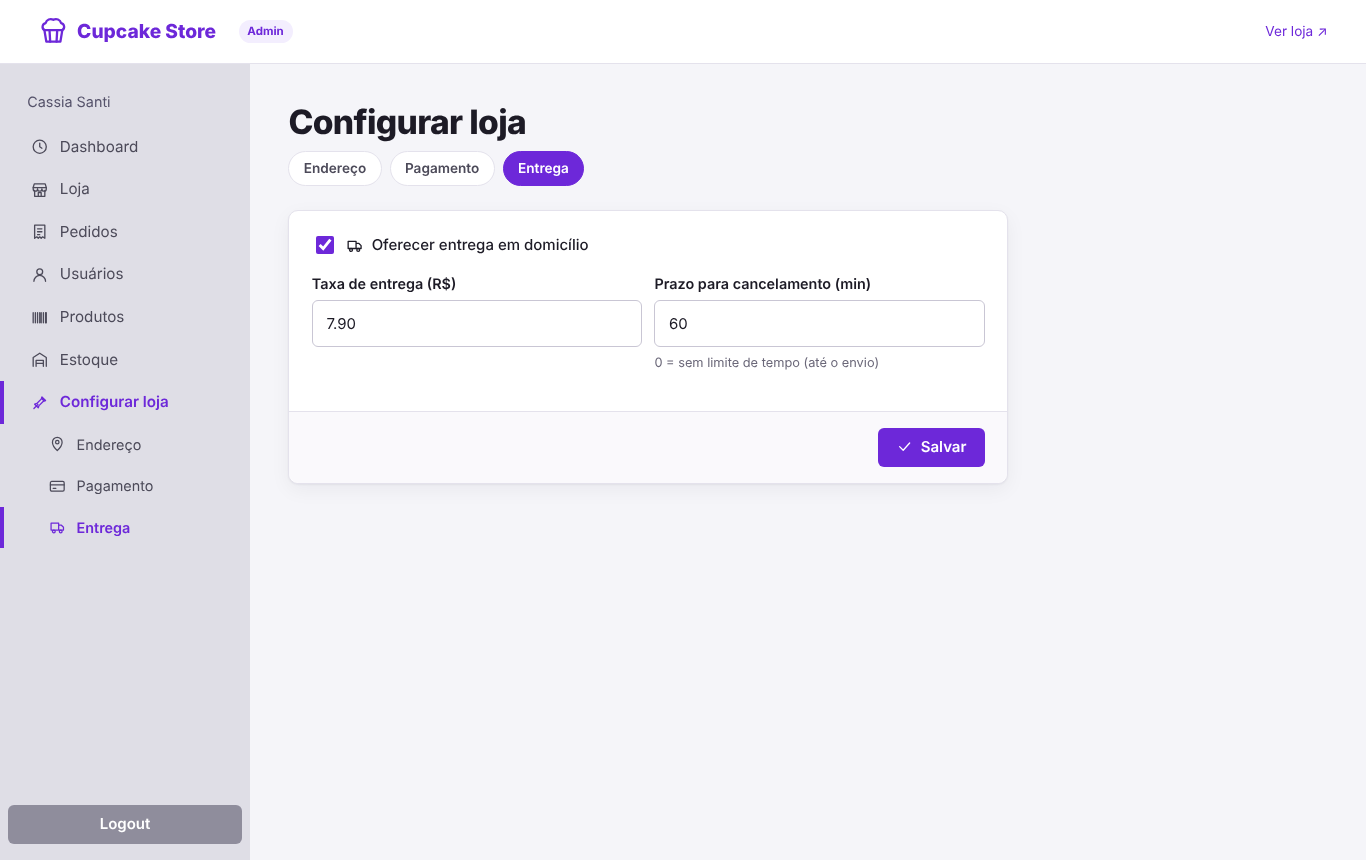 Cupcake Store
Admin
Ver loja ↗
Cassia Santi
Dashboard
Loja
Pedidos
Usuários
Produtos
Estoque
Configurar loja
Endereço
Pagamento
Entrega
Logout
Configurar loja
Endereço Pagamento Entrega
Oferecer entrega em domicílio
Taxa de entrega (R$) Prazo para cancelamento (min)
7.90 60
0 = sem limite de tempo (até o envio)
Salvar